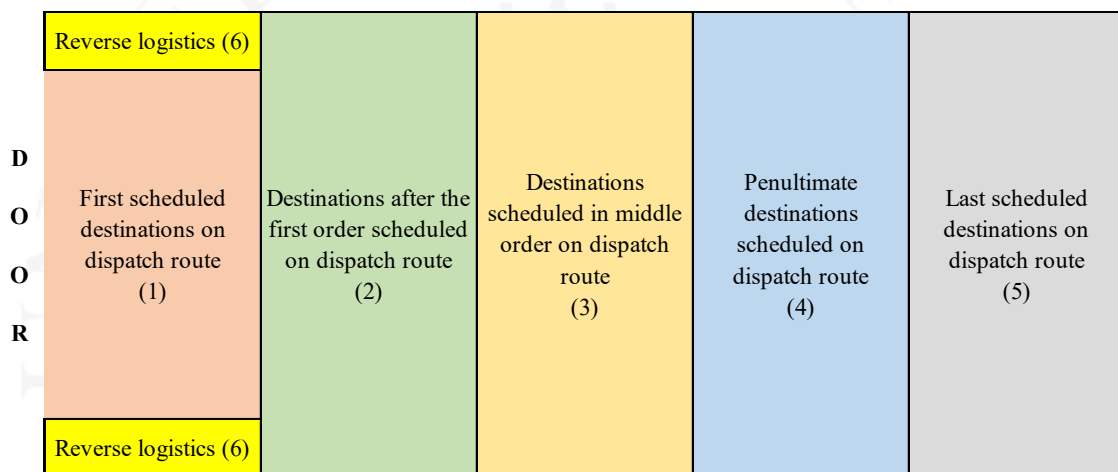 Reverse logistics (6)
D
O
O
R
First scheduled
destinations on
dispatch route
(1)
Destinations after the
first order scheduled
on dispatch route
(2)
Destinations
scheduled in middle
order on dispatch
route
(3)
Penultimate
destinations
scheduled on
dispatch route
(4)
Last scheduled
destinations on
dispatch route
(5)
Reverse logistics (6)